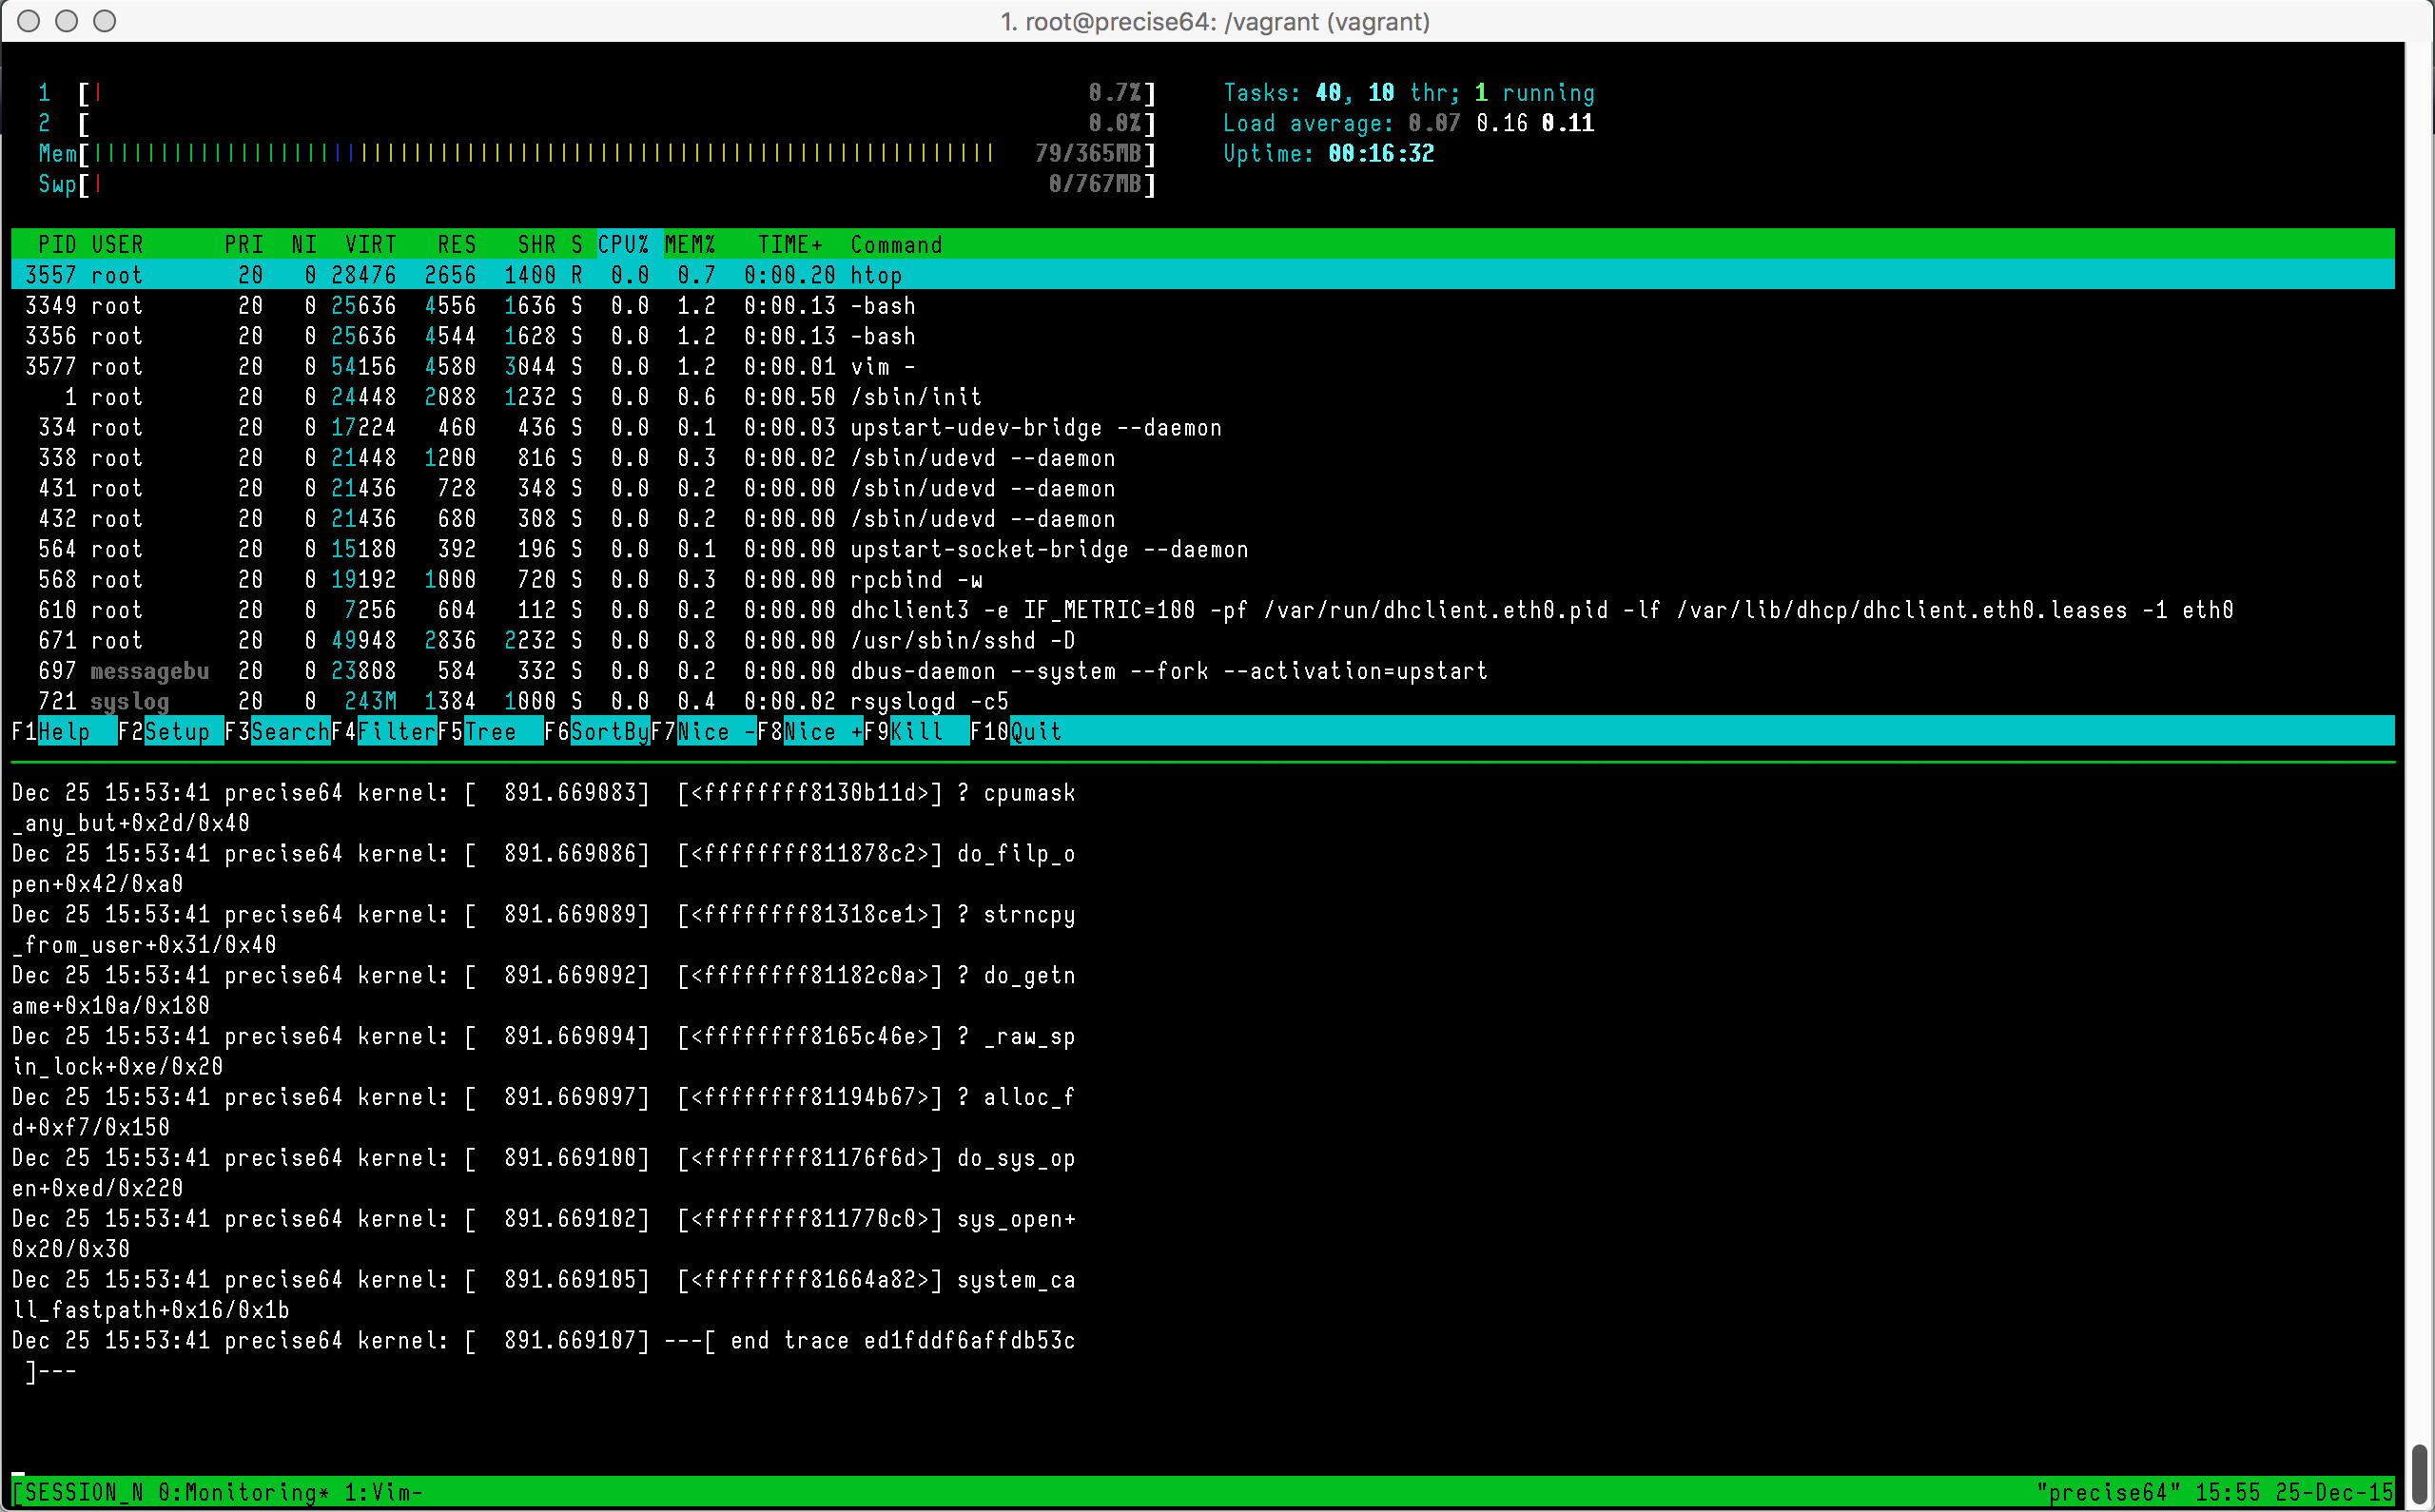 1. root@precise64: /vagrant (vagrant)
1 [| 0.7%] Tasks: 40, 10 thr; 1 running
2 [ 0.0%] Load average: 0.07 0.16 0.11
Mem[||||||||||||||||||||||||||||||||||||||||||||||||||||||||||||||||||||| 79/365MB] Uptime: 00:16:32
Swp[| 0/767MB]
PID USER PRI NI VIRT RES SHR S CPU% MEM% TIME+ Command
3557 root 20 0 28476 2656 1400 R 0.0 0.7 0:00.20 htop
3349 root 20 0 25636 4556 1636 S 0.0 1.2 0:00.13 -bash
3356 root 20 0 25636 4544 1628 S 0.0 1.2 0:00.13 -bash
3577 root 20 0 54156 4580 3044 S 0.0 1.2 0:00.01 vim -
1 root 20 0 24448 2088 1232 S 0.0 0.6 0:00.50 /sbin/init
334 root 20 0 17224 460 436 S 0.0 0.1 0:00.03 upstart-udev-bridge --daemon
338 root 20 0 21448 1200 816 S 0.0 0.3 0:00.02 /sbin/udevd --daemon
431 root 20 0 21436 728 348 S 0.0 0.2 0:00.00 /sbin/udevd --daemon
432 root 20 0 21436 680 308 S 0.0 0.2 0:00.00 /sbin/udevd --daemon
564 root 20 0 15180 392 196 S 0.0 0.1 0:00.00 upstart-socket-bridge --daemon
568 root 20 0 19192 1000 720 S 0.0 0.3 0:00.00 rpcbind -w
610 root 20 0 7256 604 112 S 0.0 0.2 0:00.00 dhclient3 -e IF_METRIC=100 -pf /var/run/dhclient.eth0.pid -lf /var/lib/dhcp/dhclient.eth0.leases -1 eth0
671 root 20 0 49948 2836 2232 S 0.0 0.8 0:00.00 /usr/sbin/sshd -D
697 messagebu 20 0 23808 584 332 S 0.0 0.2 0:00.00 dbus-daemon --system --fork --activation=upstart
721 syslog 20 0 243M 1384 1000 S 0.0 0.4 0:00.02 rsyslogd -c5
F1Help F2Setup F3SearchF4FilterF5Tree F6SortByF7Nice -F8Nice +F9Kill F10Quit
Dec 25 15:53:41 precise64 kernel: [ 891.669083] [<ffffffff8130b11d>] ? cpumask
_any_but+0x2d/0x40
Dec 25 15:53:41 precise64 kernel: [ 891.669086] [<ffffffff811878c2>] do_filp_o
pen+0x42/0xa0
Dec 25 15:53:41 precise64 kernel: [ 891.669089] [<ffffffff81318ce1>] ? strncpy
_from_user+0x31/0x40
Dec 25 15:53:41 precise64 kernel: [ 891.669092] [<ffffffff81182c0a>] ? do_getn
ame+0x10a/0x180
Dec 25 15:53:41 precise64 kernel: [ 891.669094] [<ffffffff8165c46e>] ? _raw_sp
in_lock+0xe/0x20
Dec 25 15:53:41 precise64 kernel: [ 891.669097] [<ffffffff81194b67>] ? alloc_f
d+0xf7/0x150
Dec 25 15:53:41 precise64 kernel: [ 891.669100] [<ffffffff81176f6d>] do_sys_op
en+0xed/0x220
Dec 25 15:53:41 precise64 kernel: [ 891.669102] [<ffffffff811770c0>] sys_open+
0x20/0x30
Dec 25 15:53:41 precise64 kernel: [ 891.669105] [<ffffffff81664a82>] system_ca
ll_fastpath+0x16/0x1b
Dec 25 15:53:41 precise64 kernel: [ 891.669107] ---[ end trace ed1fddf6affdb53c
]---
[SESSION_N 0:Monitoring* 1:Vim- "precise64" 15:55 25-Dec-15